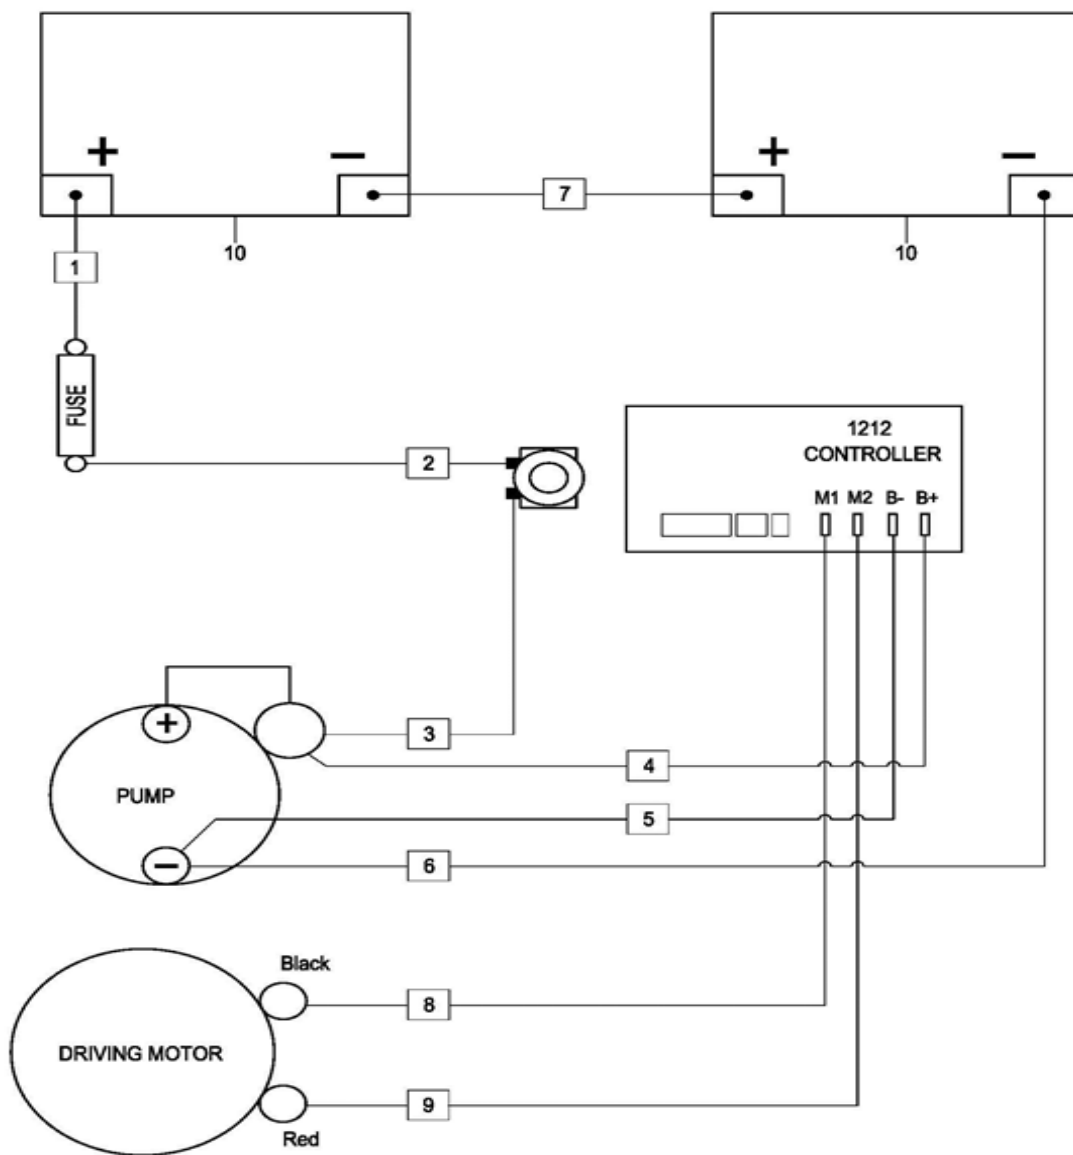 + − + −
7
10 10
1
FUSE
2
1212
CONTROLLER
M1 M2 B- B+
+
3
4
PUMP
5
−
6
Black
8
DRIVING MOTOR
9
Red